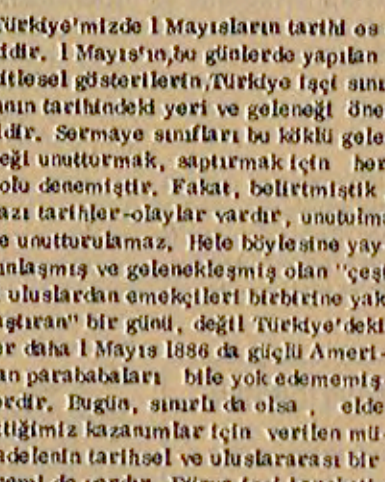 Türkiye'mizde 1 Mayısların tarihi es
idir. 1 Mayıs'ın,bu günlerde yapılan
itlesel gösterilerin,Türkiye işçi sını
nın tarihindeki yeri ve geleneği öne
idir. Sermaye sınıfları bu köklü gele
eği unutturmak, saptırmak için her
olu denemiştir. Fakat, belirtmiştik
azı tarihler-olaylar vardır, unutulma
e unutturulamaz. Hele böylesine yay
ınlaşmış ve gelenekleşmiş olan "çeşi
uluslardan emekçileri birbirine yak
aştıran" bir günü, değil Türkiye'deki
er daha 1 Mayıs 1886 da güçlü Ameri-
an parababaları bile yok edememiş
erdir. Bugün, sınırlı da olsa , elde
ttiğimiz kazanımlar için verilen mü-
adelenin tarihsel ve uluslararası bir